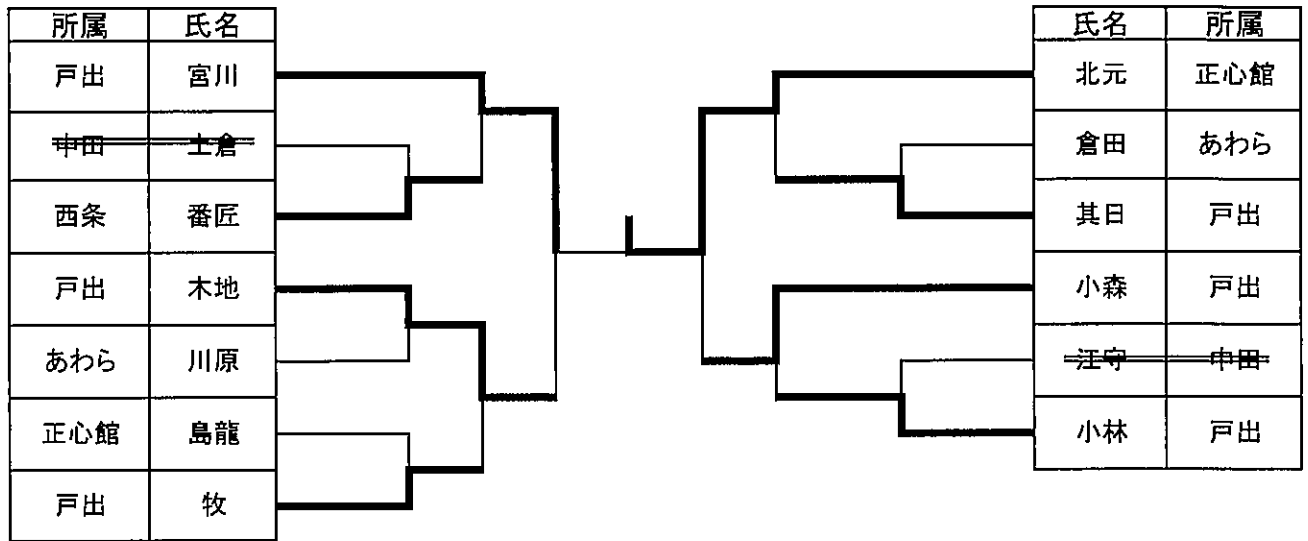 所属 氏名
戸出 宮川
中田 土倉
西条 番匠
戸出 木地
あわら 川原
正心館 島龍
戸出 牧
氏名 所属
北元 正心館
倉田 あわら
其日 戸出
小森 戸出
江守 中田
小林 戸出